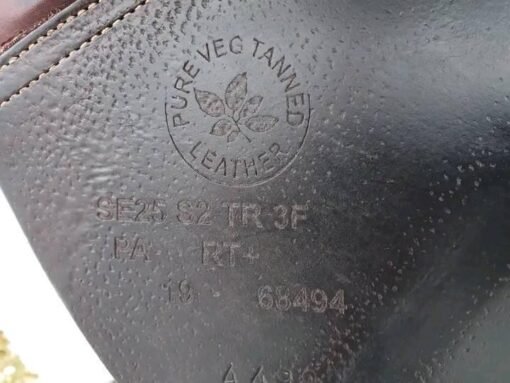 PURE VEG TANNED
LEATHER
SE25 S2 TR 3F
PA RT+
19 68494